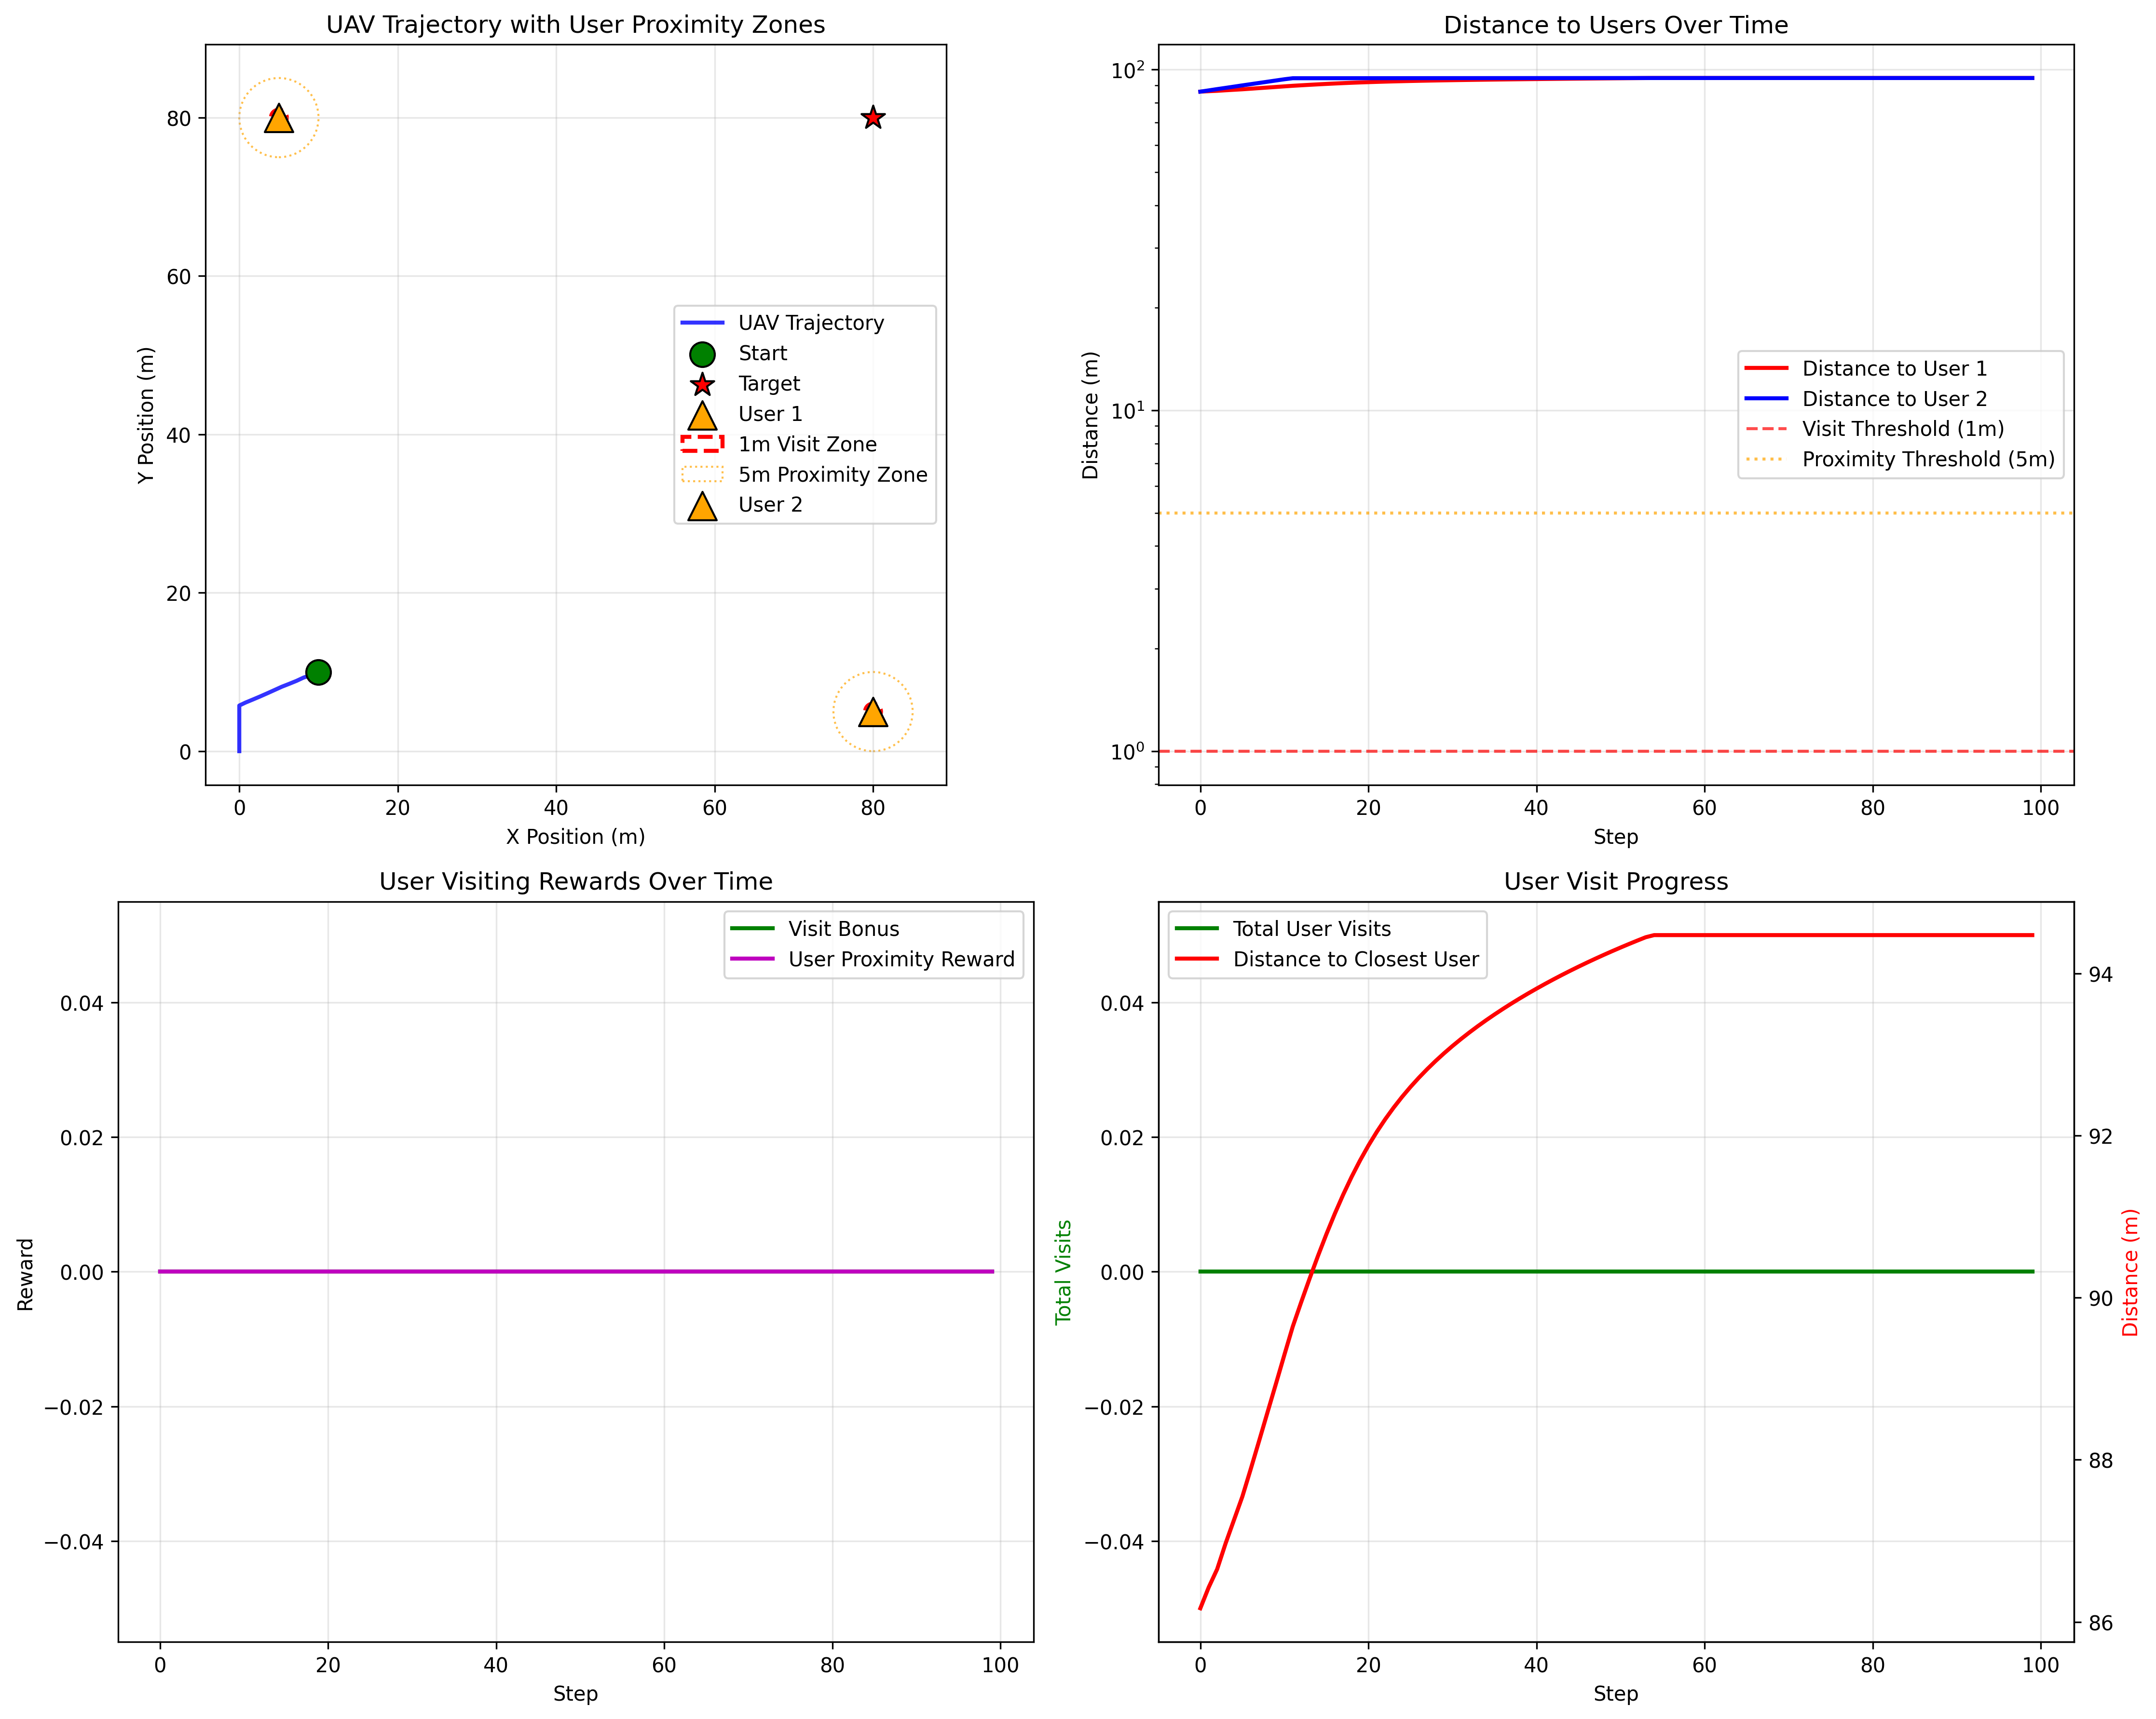 UAV Trajectory with User Proximity Zones
Y Position (m)
80
60
40
20
0
UAV Trajectory
Start
Target
User 1
1m Visit Zone
5m Proximity Zone
User 2
0 20 40 60 80
X Position (m)
Distance to Users Over Time
Distance (m)
10²
10¹
10⁰
Distance to User 1
Distance to User 2
Visit Threshold (1m)
Proximity Threshold (5m)
0 20 40 60 80 100
Step
User Visiting Rewards Over Time
Reward
0.04
0.02
0.00
−0.02
−0.04
Visit Bonus
User Proximity Reward
0 20 40 60 80 100
Step
User Visit Progress
Total Visits
0.04
0.02
0.00
−0.02
−0.04
Total User Visits
Distance to Closest User
94
92
90
88
86
Distance (m)
0 20 40 60 80 100
Step